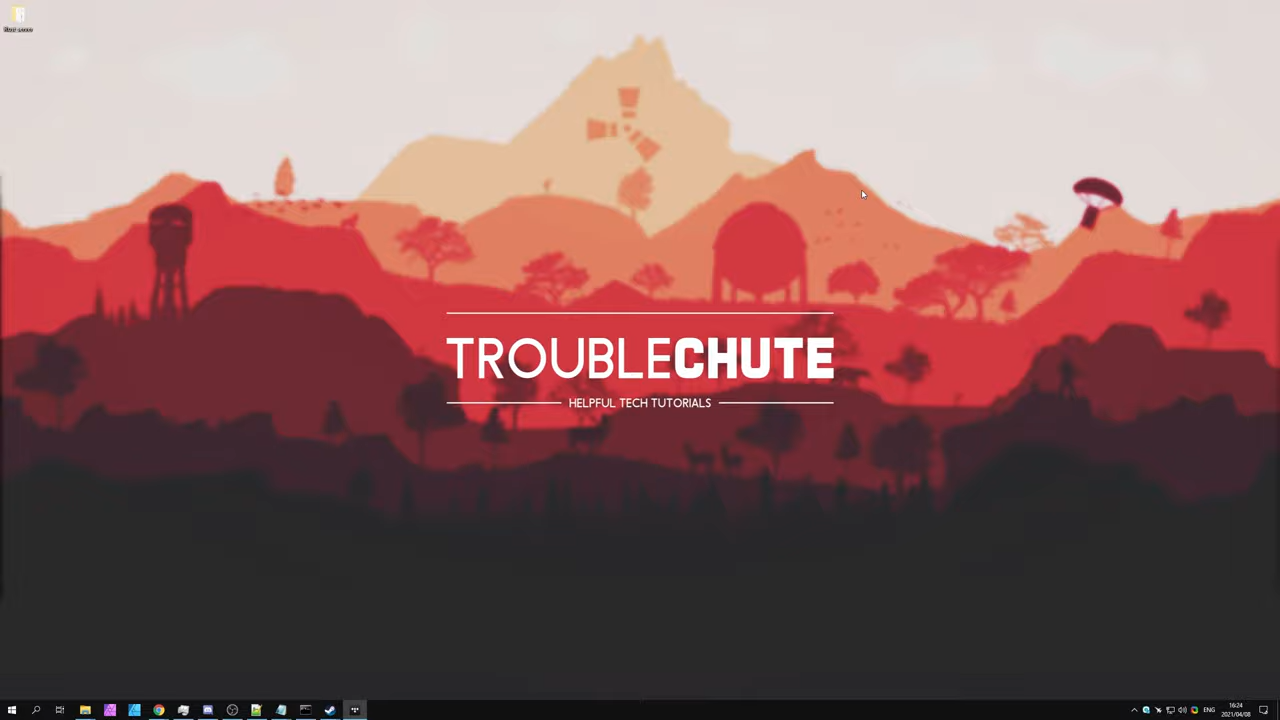 TROUBLECHUTE
HELPFUL TECH TUTORIALS
ENG
16:24
2021/04/08